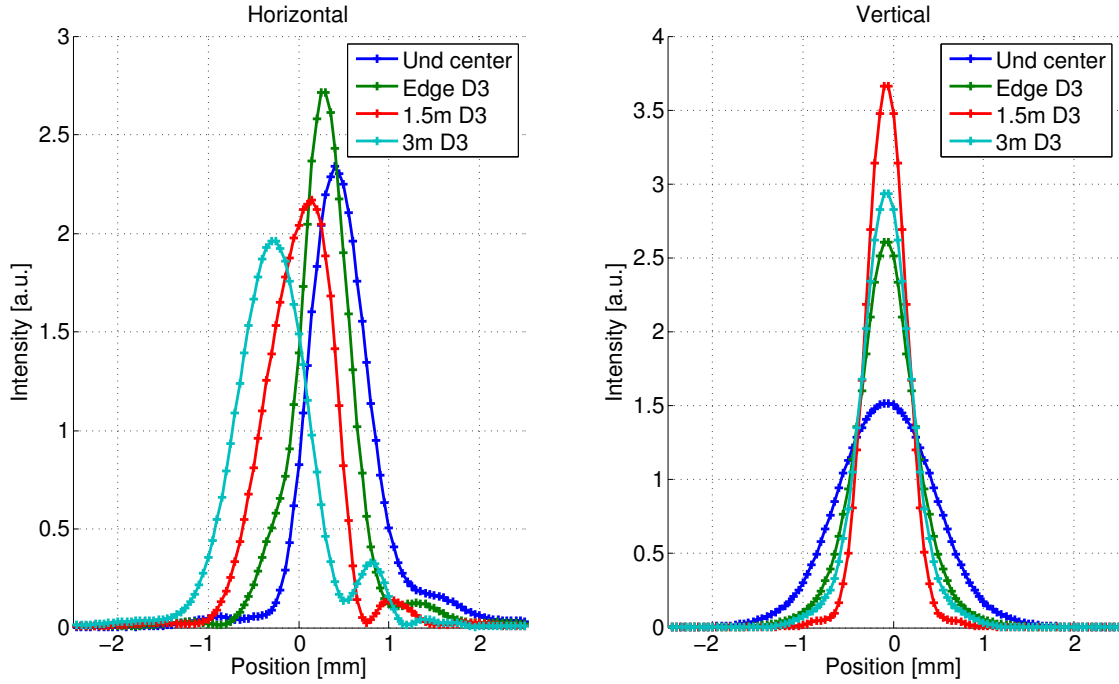 Horizontal
3
2.5
2
1.5
1
0.5
0
−2
−1
0
1
2
Intensity [a.u.]
Position [mm]
Und center
Edge D3
1.5m D3
3m D3
Vertical
4
3.5
3
2.5
2
1.5
1
0.5
0
−2
−1
0
1
2
Intensity [a.u.]
Position [mm]
Und center
Edge D3
1.5m D3
3m D3